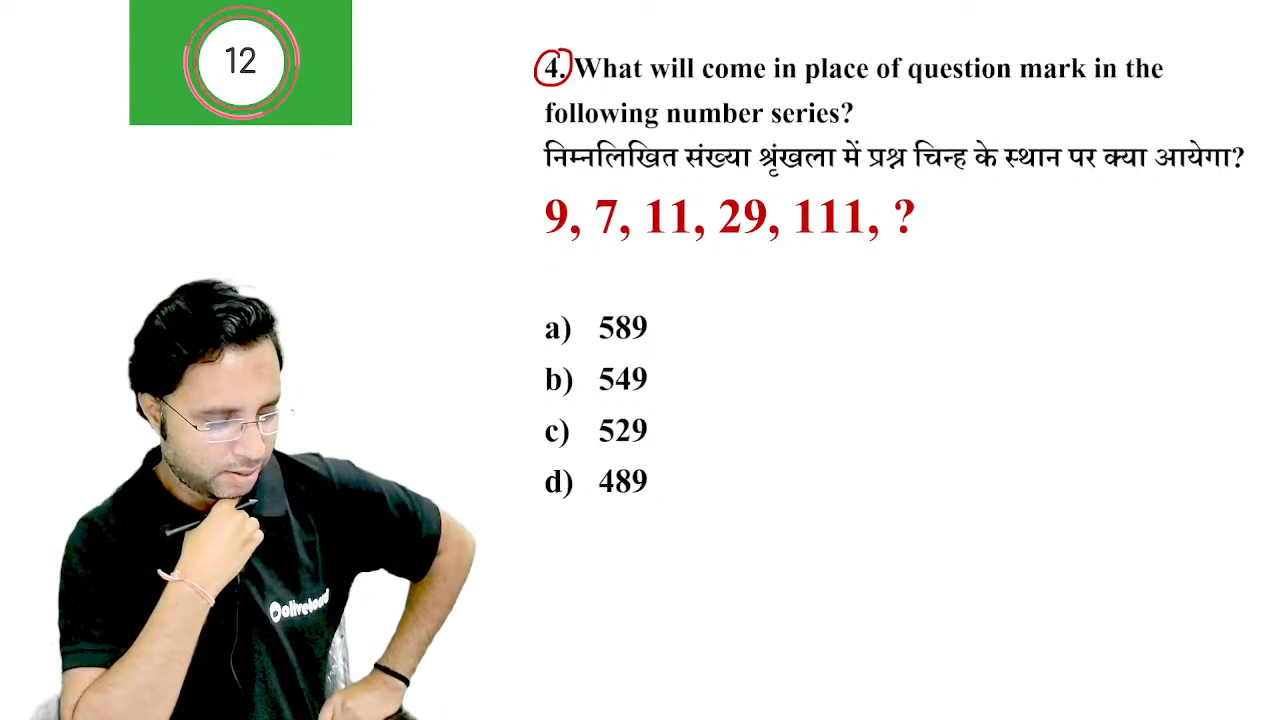 12
4. What will come in place of question mark in the
following number series?
निम्नलिखित संख्या श्रृंखला में प्रश्न चिन्ह के स्थान पर क्या आयेगा?
9, 7, 11, 29, 111, ?
a) 589
b) 549
c) 529
d) 489
oliveboard